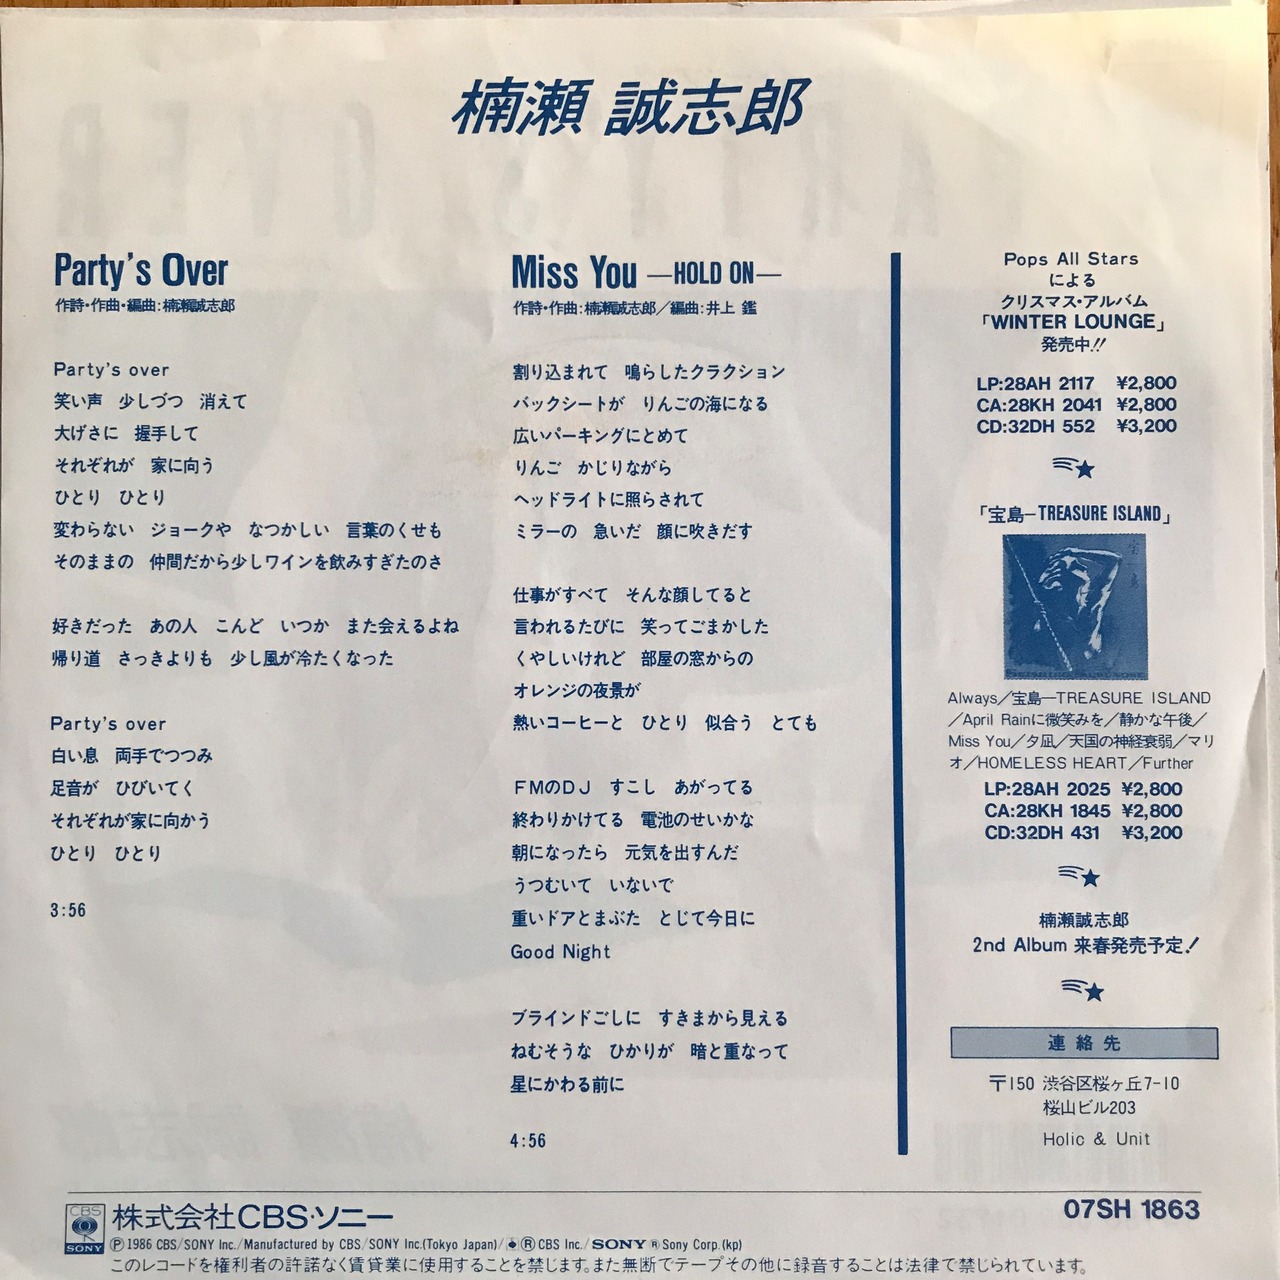 楠瀬 誠志郎
Party's Over
作詩・作曲・編曲:楠瀬誠志郎
Party's over
笑い声　少しづつ　消えて
大げさに　握手して
それぞれが　家に向う
ひとり　ひとり
変わらない　ジョークや　なつかしい　言葉のくせも
そのままの　仲間だから少しワインを飲みすぎたのさ
好きだった　あの人　こんど　いつか　また会えるよね
帰り道　さっきよりも　少し風が冷たくなった
Party's over
白い息　両手でつつみ
足音が　ひびいてく
それぞれが家に向かう
ひとり　ひとり
3:56
Miss You —HOLD ON—
作詩・作曲:楠瀬誠志郎／編曲:井上 鑑
割り込まれて　鳴らしたクラクション
バックシートが　りんごの海になる
広いパーキングにとめて
りんご　かじりながら
ヘッドライトに照らされて
ミラーの　急いだ　顔に吹きだす
仕事がすべて　そんな顔してると
言われるたびに　笑ってごまかした
くやしいけれど　部屋の窓からの
オレンジの夜景が
熱いコーヒーと　ひとり　似合う　とても
FMのDJ　すこし　あがってる
終わりかけてる　電池のせいかな
朝になったら　元気を出すんだ
うつむいて　いないで
重いドアとまぶた　とじて今日に
Good Night
ブラインドごしに　すきまから見える
ねむそうな　ひかりが　暗と重なって
星にかわる前に
4:56
Pops All Stars
による
クリスマス・アルバム
「WINTER LOUNGE」
発売中!!
LP:28AH 2117　¥2,800
CA:28KH 2041　¥2,800
CD:32DH 552　¥3,200
「宝島—TREASURE ISLAND」
宝島
Always／宝島—TREASURE ISLAND
／April Rainに微笑みを／静かな午後／
Miss You／夕凪／天国の神経衰弱／マリ
オ／HOMELESS HEART／Further
LP:28AH 2025　¥2,800
CA:28KH 1845　¥2,800
CD:32DH 431　¥3,200
楠瀬誠志郎
2nd Album 来春発売予定!
連絡先
〒150 渋谷区桜ヶ丘7-10
桜山ビル203
Holic & Unit
CBS
SONY
株式会社CBS・ソニー
07SH 1863
Ⓟ1986 CBS/SONY Inc./Manufactured by CBS/SONY Inc.(Tokyo Japan)/Ⓡ CBS Inc./SONY® Sony Corp.(kp)
このレコードを権利者の許諾なく賃貸業に使用することを禁じます。また無断でテープその他に録音することは法律で禁じられています。